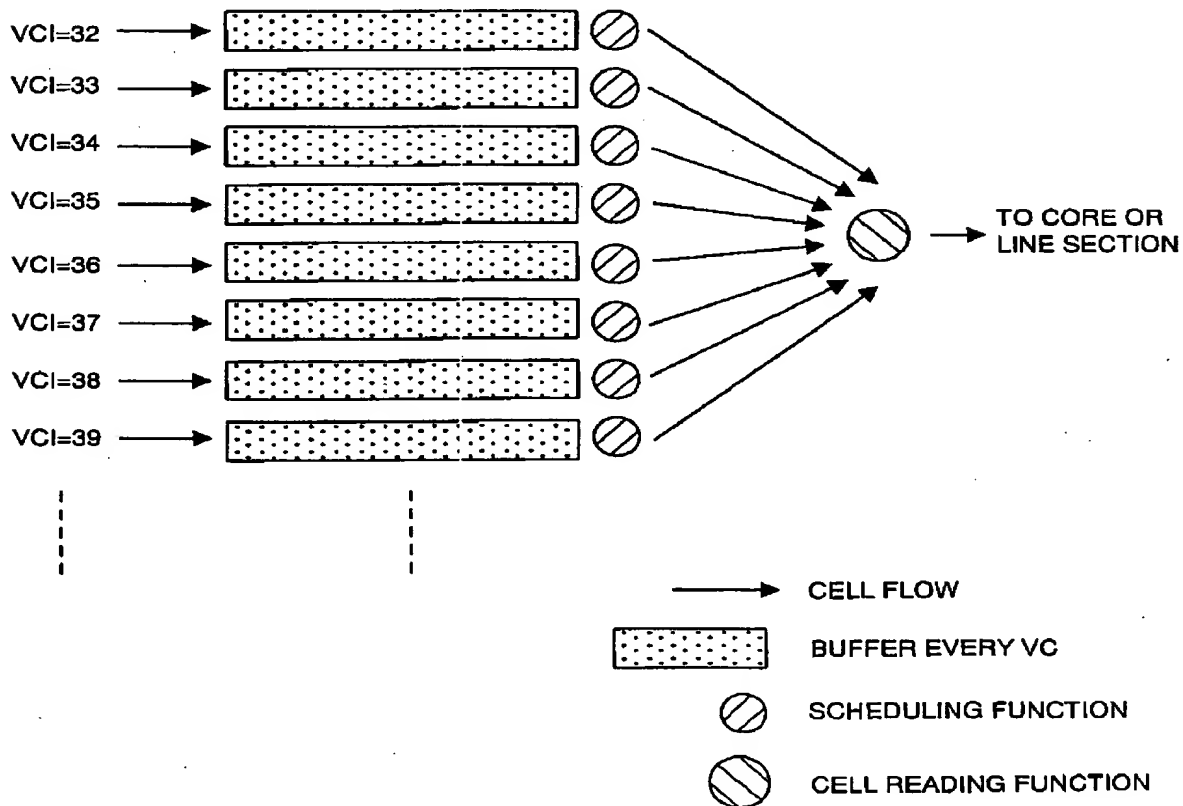 VCI=32
VCI=33
VCI=34
VCI=35
VCI=36
VCI=37
VCI=38
VCI=39
TO CORE OR
LINE SECTION
CELL FLOW
BUFFER EVERY VC
SCHEDULING FUNCTION
CELL READING FUNCTION